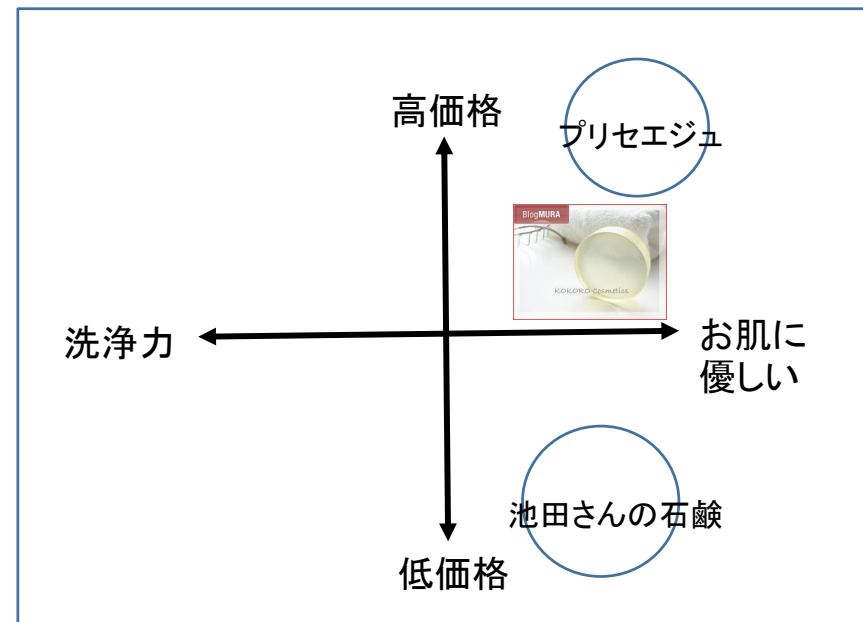 高価格
プリセエジュ
BlogMURA
KOKORO Cosmetics
洗浄力
お肌に
優しい
池田さんの石鹸
低価格